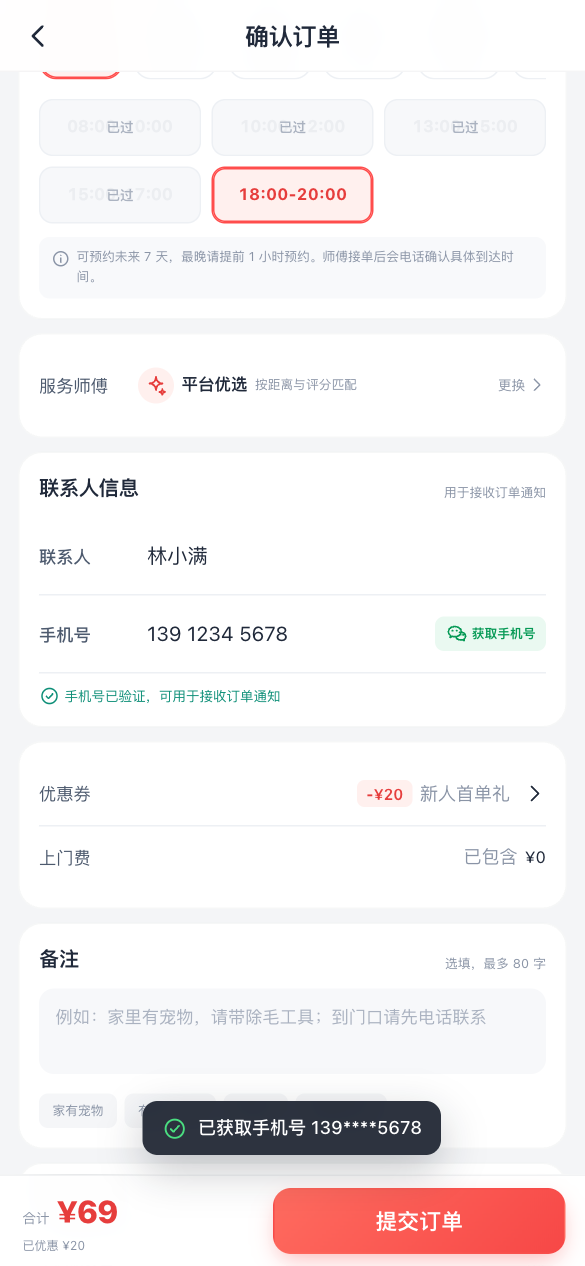 确认订单
已过
已过
已过
已过
18:00-20:00
可预约未来 7 天，最晚请提前 1 小时预约。师傅接单后会电话确认具体到达时
间。
服务师傅 平台优选 按距离与评分匹配 更换
联系人信息 用于接收订单通知
联系人 林小满
手机号 139 1234 5678 获取手机号
手机号已验证，可用于接收订单通知
优惠券 -¥20 新人首单礼
上门费 已包含 ¥0
备注 选填，最多 80 字
例如：家里有宠物，请带除毛工具；到门口请先电话联系
家有宠物
已获取手机号 139****5678
合计 ¥69
已优惠 ¥20
提交订单